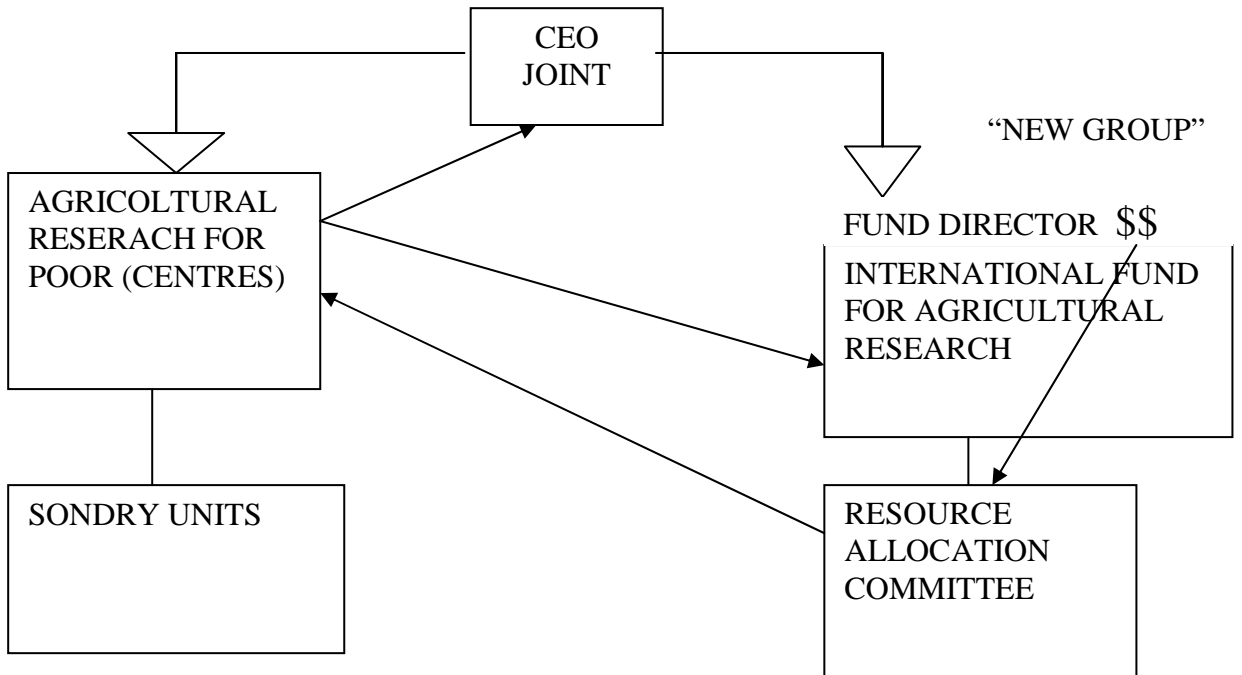 CEO
JOINT
“NEW GROUP”
AGRICOLTURAL
RESERACH FOR
POOR (CENTRES)
FUND DIRECTOR $$
INTERNATIONAL FUND
FOR AGRICULTURAL
RESEARCH
SONDRY UNITS
RESOURCE
ALLOCATION
COMMITTEE